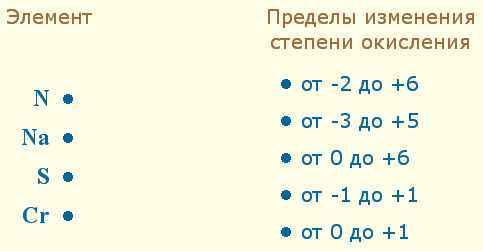 Элемент
Пределы изменения
степени окисления
N
Na
S
Cr
от -2 до +6
от -3 до +5
от 0 до +6
от -1 до +1
от 0 до +1